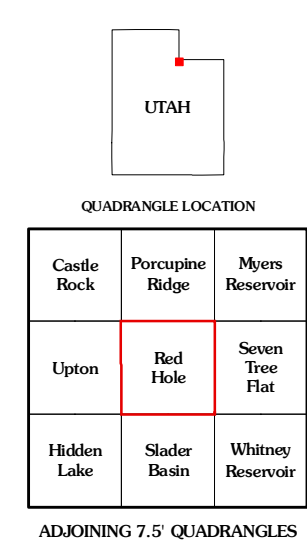 UTAH
QUADRANGLE LOCATION
Castle
Rock
Porcupine
Ridge
Myers
Reservoir
Upton
Red
Hole
Seven
Tree
Flat
Hidden
Lake
Slader
Basin
Whitney
Reservoir
ADJOINING 7.5' QUADRANGLES